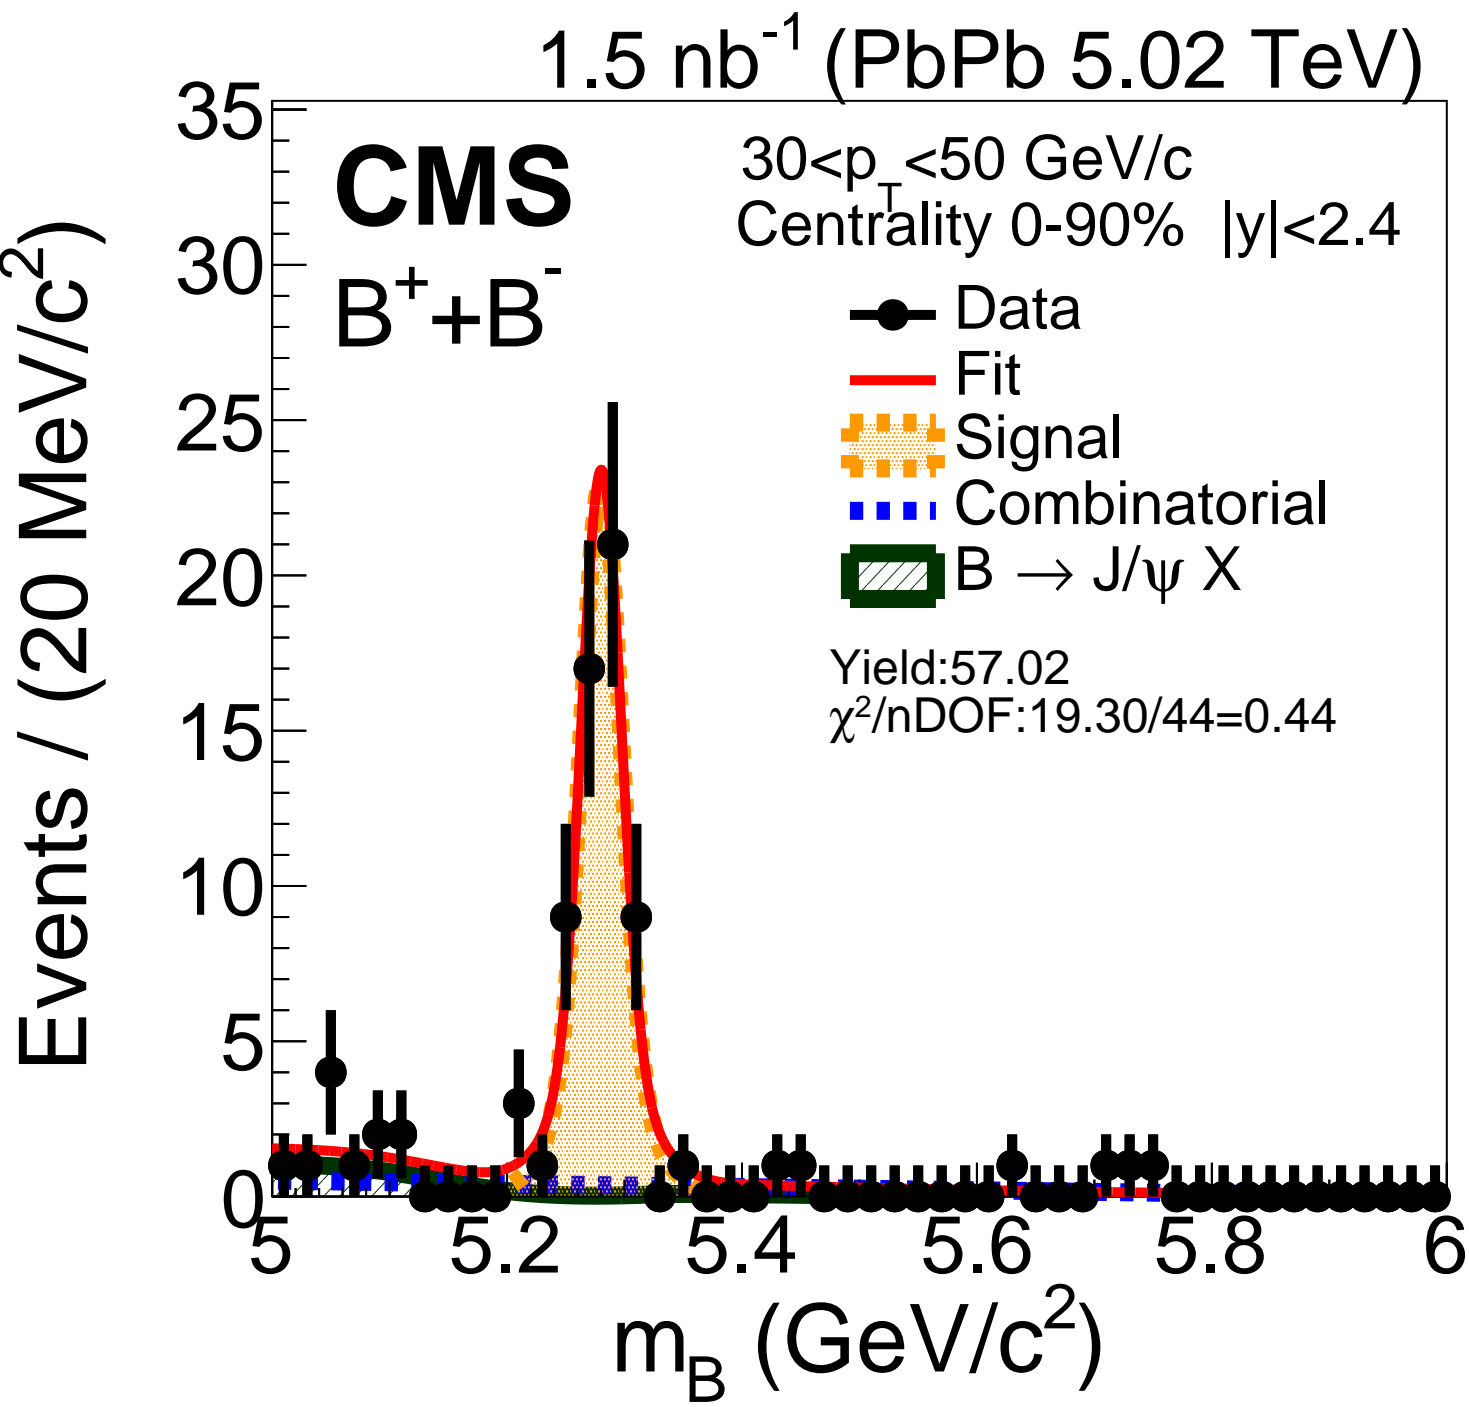 1.5 nb⁻¹ (PbPb 5.02 TeV)
CMS
B⁺+B⁻
30<p_T<50 GeV/c
Centrality 0-90% |y|<2.4
Data
Fit
Signal
Combinatorial
B → J/ψ X
Yield:57.02
χ²/nDOF:19.30/44=0.44
Events / (20 MeV/c²)
35
30
25
20
15
10
5
0
5 5.2 5.4 5.6 5.8 6
m_B (GeV/c²)